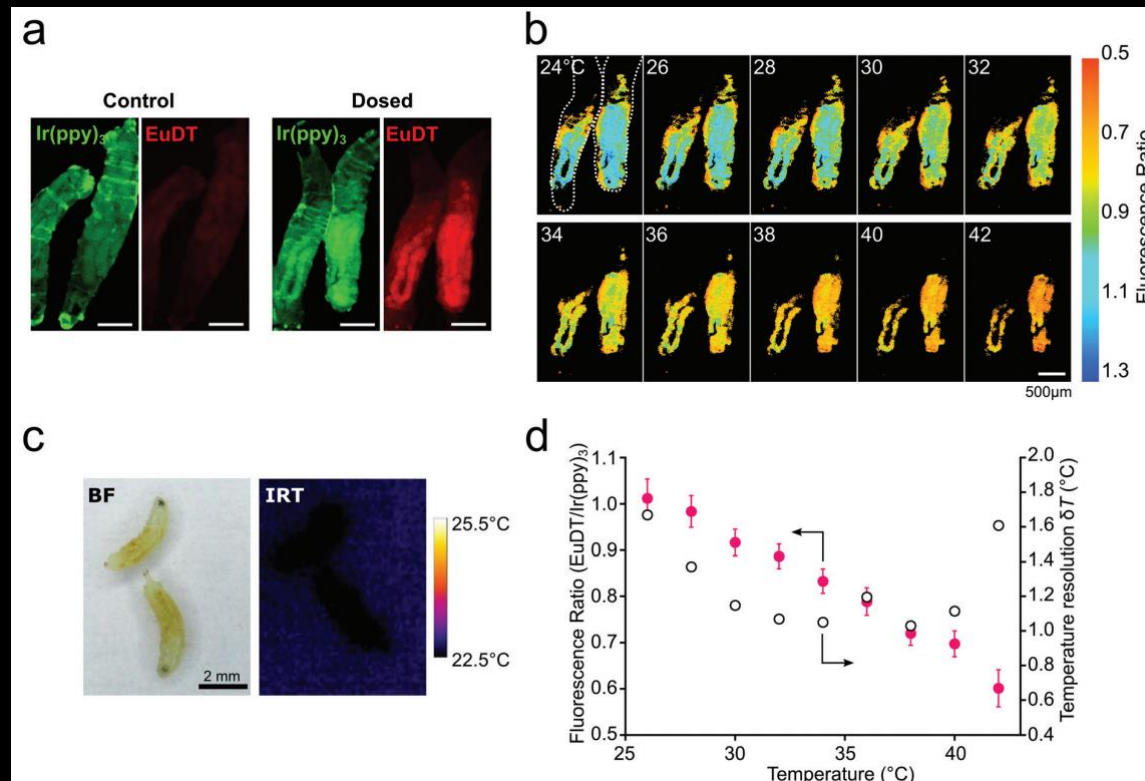 a
Control
Dosed
Ir(ppy)₃
EuDT
Ir(ppy)₃
EuDT
b
24°C
26
28
30
32
34
36
38
40
42
500µm
0.5
0.7
0.9
1.1
1.3
Fluorescence Ratio
c
BF
2 mm
IRT
25.5°C
22.5°C
d
Fluorescence Ratio (EuDT/Ir(ppy)₃)
1.1
1.0
0.9
0.8
0.7
0.6
0.5
25
30
35
40
Temperature (°C)
2.0
1.8
1.6
1.4
1.2
1.0
0.8
0.6
0.4
Temperature resolution δT (°C)